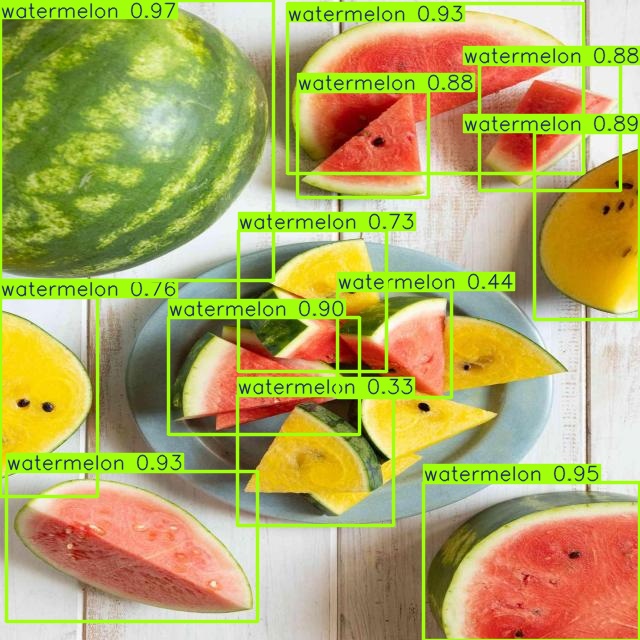 watermelon 0.97
watermelon 0.93
watermelon 0.88
watermelon 0.88
watermelon 0.89
watermelon 0.73
watermelon 0.76
watermelon 0.44
watermelon 0.90
watermelon 0.33
watermelon 0.93
watermelon 0.95